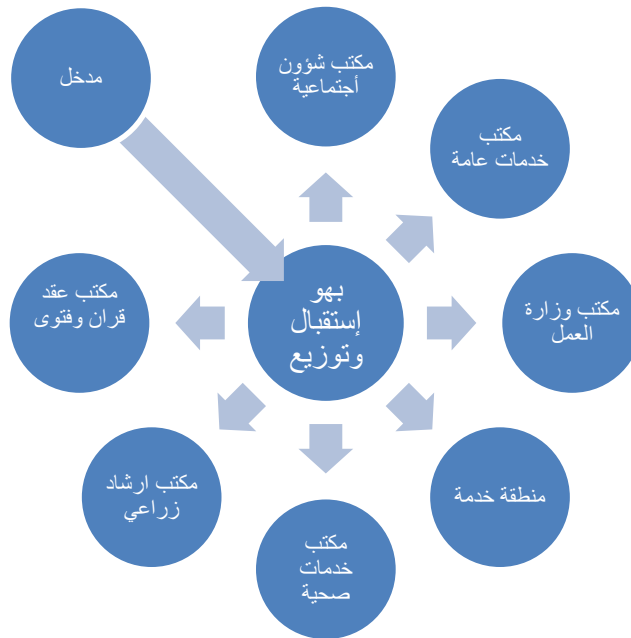 مدخل
مكتب شؤون
أجتماعية
مكتب
خدمات عامة
مكتب وزارة
العمل
منطقة خدمة
مكتب
خدمات
صحية
مكتب ارشاد
زراعي
مكتب عقد
قران وفتوى
بهو
إستقبال
وتوزيع